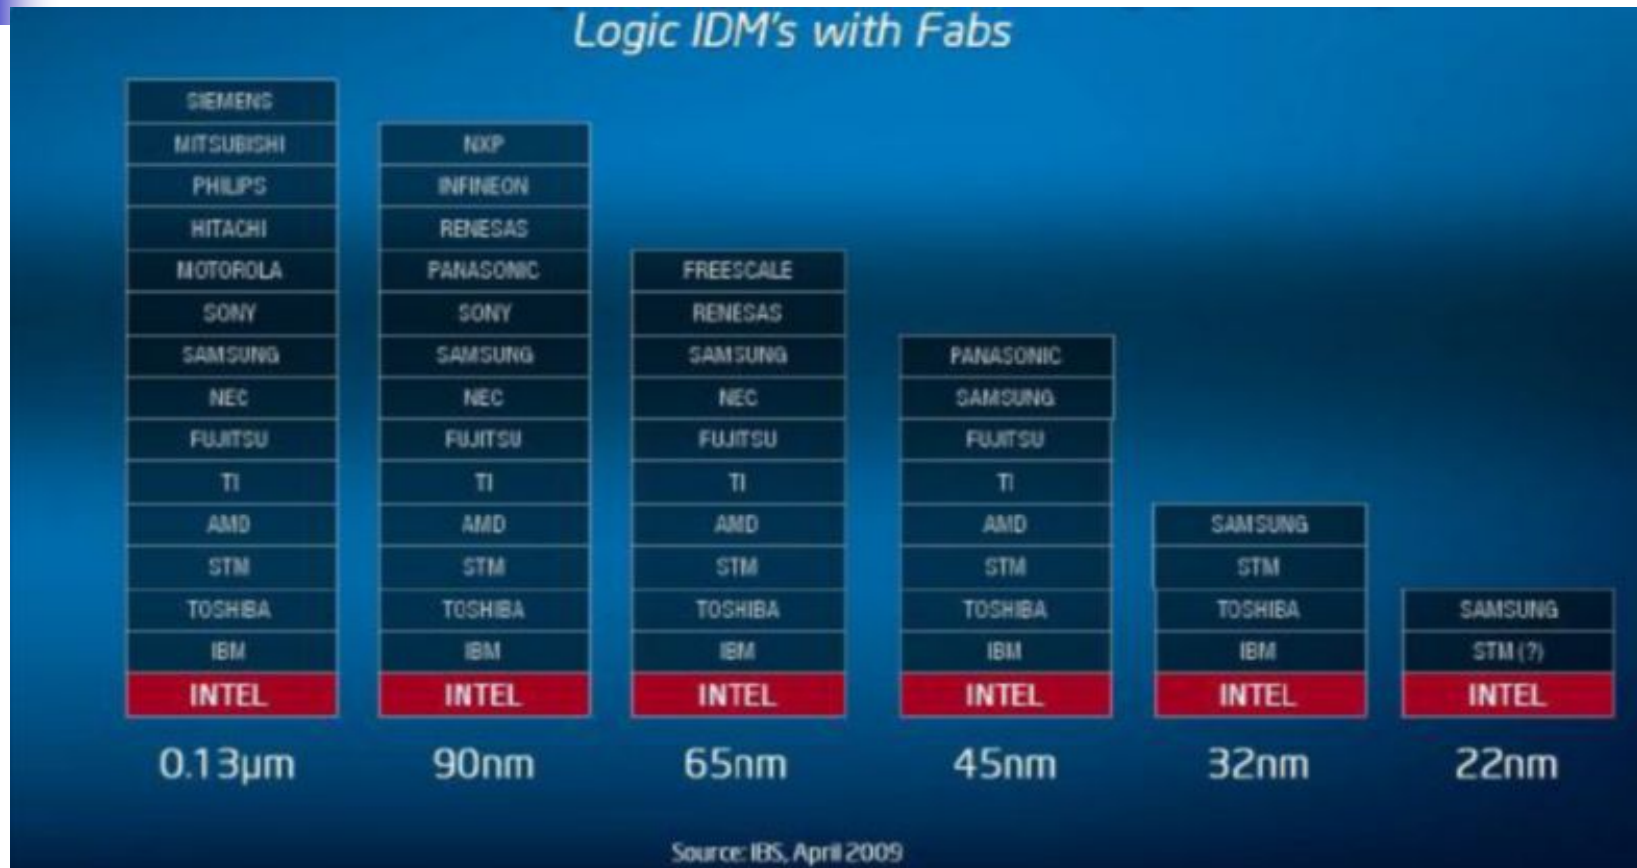 Logic IDM's with Fabs
SIEMENS
MITSUBISHI
PHILIPS
HITACHI
MOTOROLA
SONY
SAMSUNG
NEC
FUJITSU
TI
AMD
STM
TOSHIBA
IBM
INTEL
0.13µm
NXP
INFINEON
RENESAS
PANASONIC
SONY
SAMSUNG
NEC
FUJITSU
TI
AMD
STM
TOSHIBA
IBM
INTEL
90nm
FREESCALE
RENESAS
SAMSUNG
NEC
FUJITSU
TI
AMD
STM
TOSHIBA
IBM
INTEL
65nm
PANASONIC
SAMSUNG
FUJITSU
TI
AMD
STM
TOSHIBA
IBM
INTEL
45nm
SAMSUNG
STM
TOSHIBA
IBM
INTEL
32nm
SAMSUNG
STM (?)
INTEL
22nm
Source: IBS, April 2009